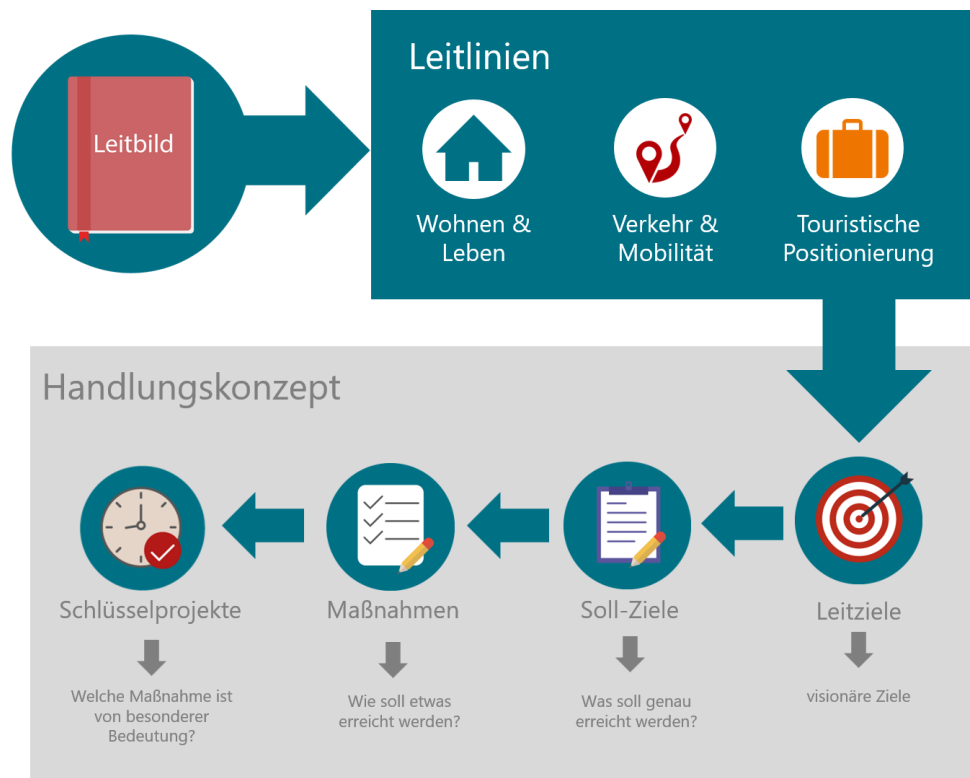 Leitbild
Leitlinien
Wohnen &
Leben
Verkehr &
Mobilität
Touristische
Positionierung
Handlungskonzept
Schlüsselprojekte
Maßnahmen
Soll-Ziele
Leitziele
Welche Maßnahme ist
von besonderer
Bedeutung?
Wie soll etwas
erreicht werden?
Was soll genau
erreicht werden?
visionäre Ziele